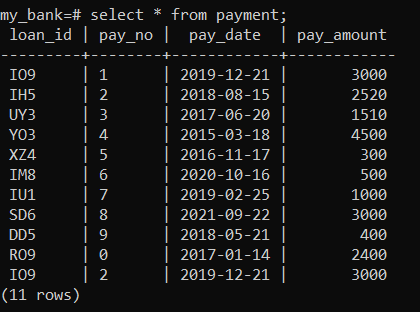 my_bank=# select * from payment;
loan_id | pay_no | pay_date | pay_amount
---------+--------+------------+------------
IO9 | 1 | 2019-12-21 | 3000
IH5 | 2 | 2018-08-15 | 2520
UY3 | 3 | 2017-06-20 | 1510
YO3 | 4 | 2015-03-18 | 4500
XZ4 | 5 | 2016-11-17 | 300
IM8 | 6 | 2020-10-16 | 500
IU1 | 7 | 2019-02-25 | 1000
SD6 | 8 | 2021-09-22 | 3000
DD5 | 9 | 2018-05-21 | 400
RO9 | 0 | 2017-01-14 | 2400
IO9 | 2 | 2019-12-21 | 3000
(11 rows)